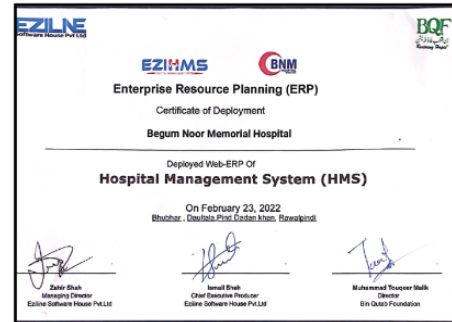 EZILNE
Software House Pvt Ltd
BQF
EZIHMS
BNM
Enterprise Resource Planning (ERP)
Certificate of Deployment
Begum Noor Memorial Hospital
Deployed Web-ERP Of
Hospital Management System (HMS)
On February 23, 2022
Bhubhar , Daultala,Pind Dadan khan, Rawalpindi
Zahir Shah
Managing Director
Eziline Software House Pvt.Ltd
Ismail Shah
Chief Executive Producer
Eziline Software House Pvt.Ltd
Muhammad Touqeer Malik
Director
Bin Qutab Foundation